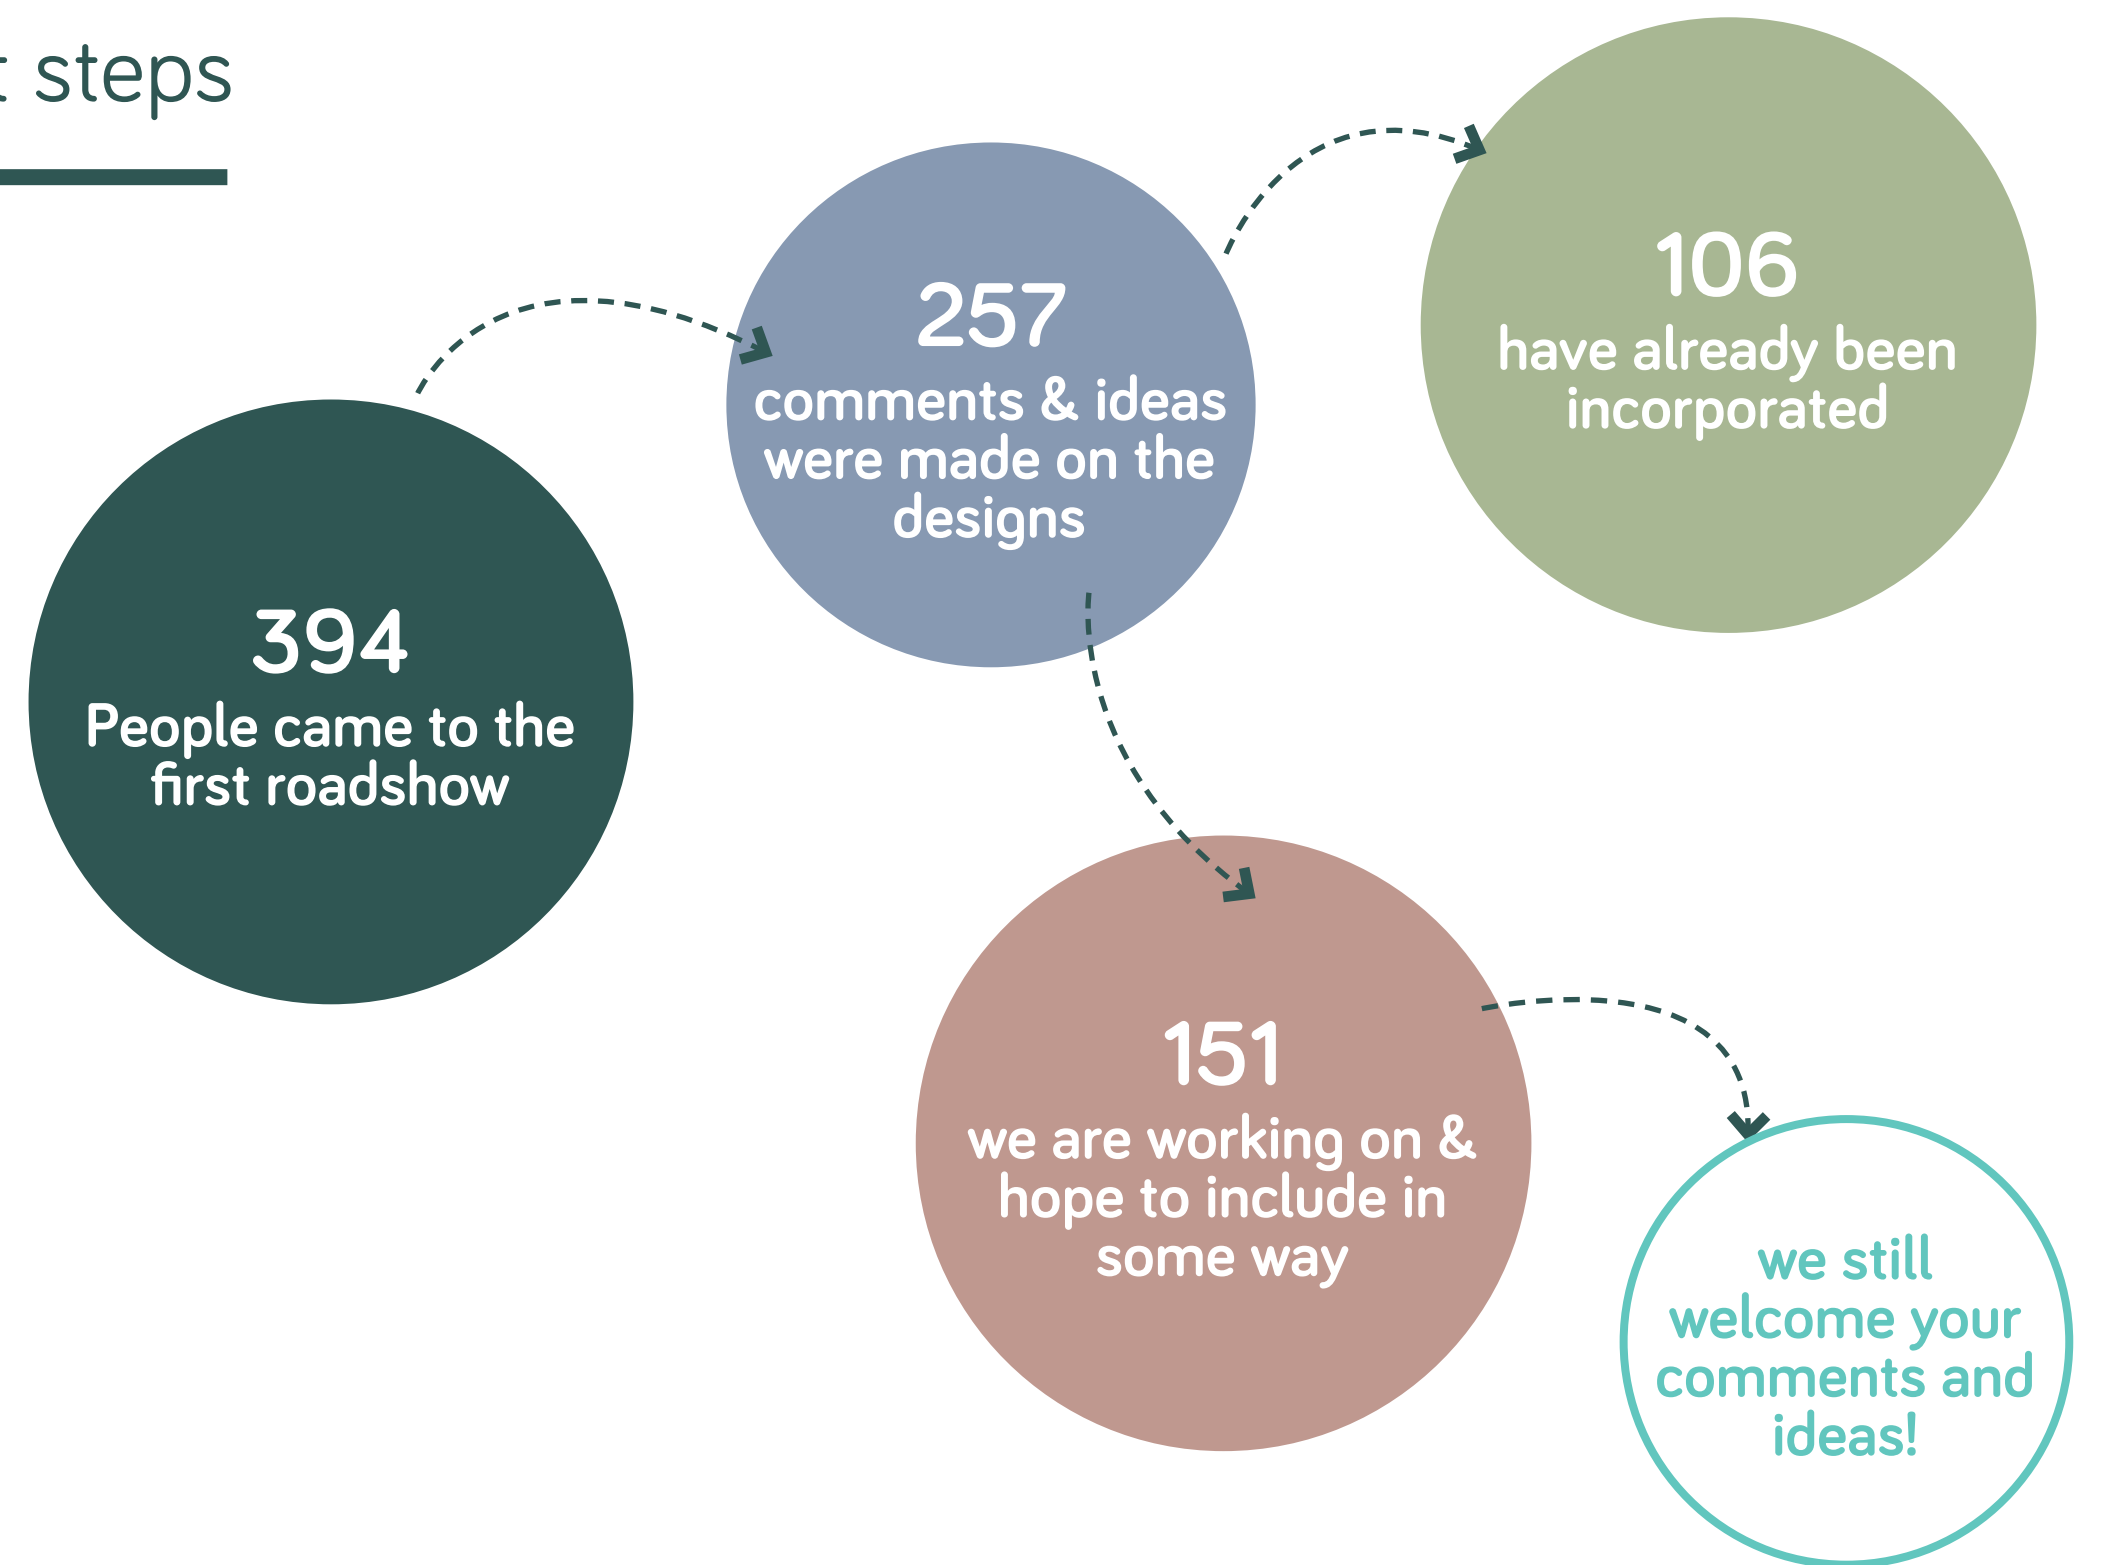 t steps
394
People came to the
first roadshow
257
comments & ideas
were made on the
designs
106
have already been
incorporated
151
we are working on &
hope to include in
some way
we still
welcome your
comments and
ideas!